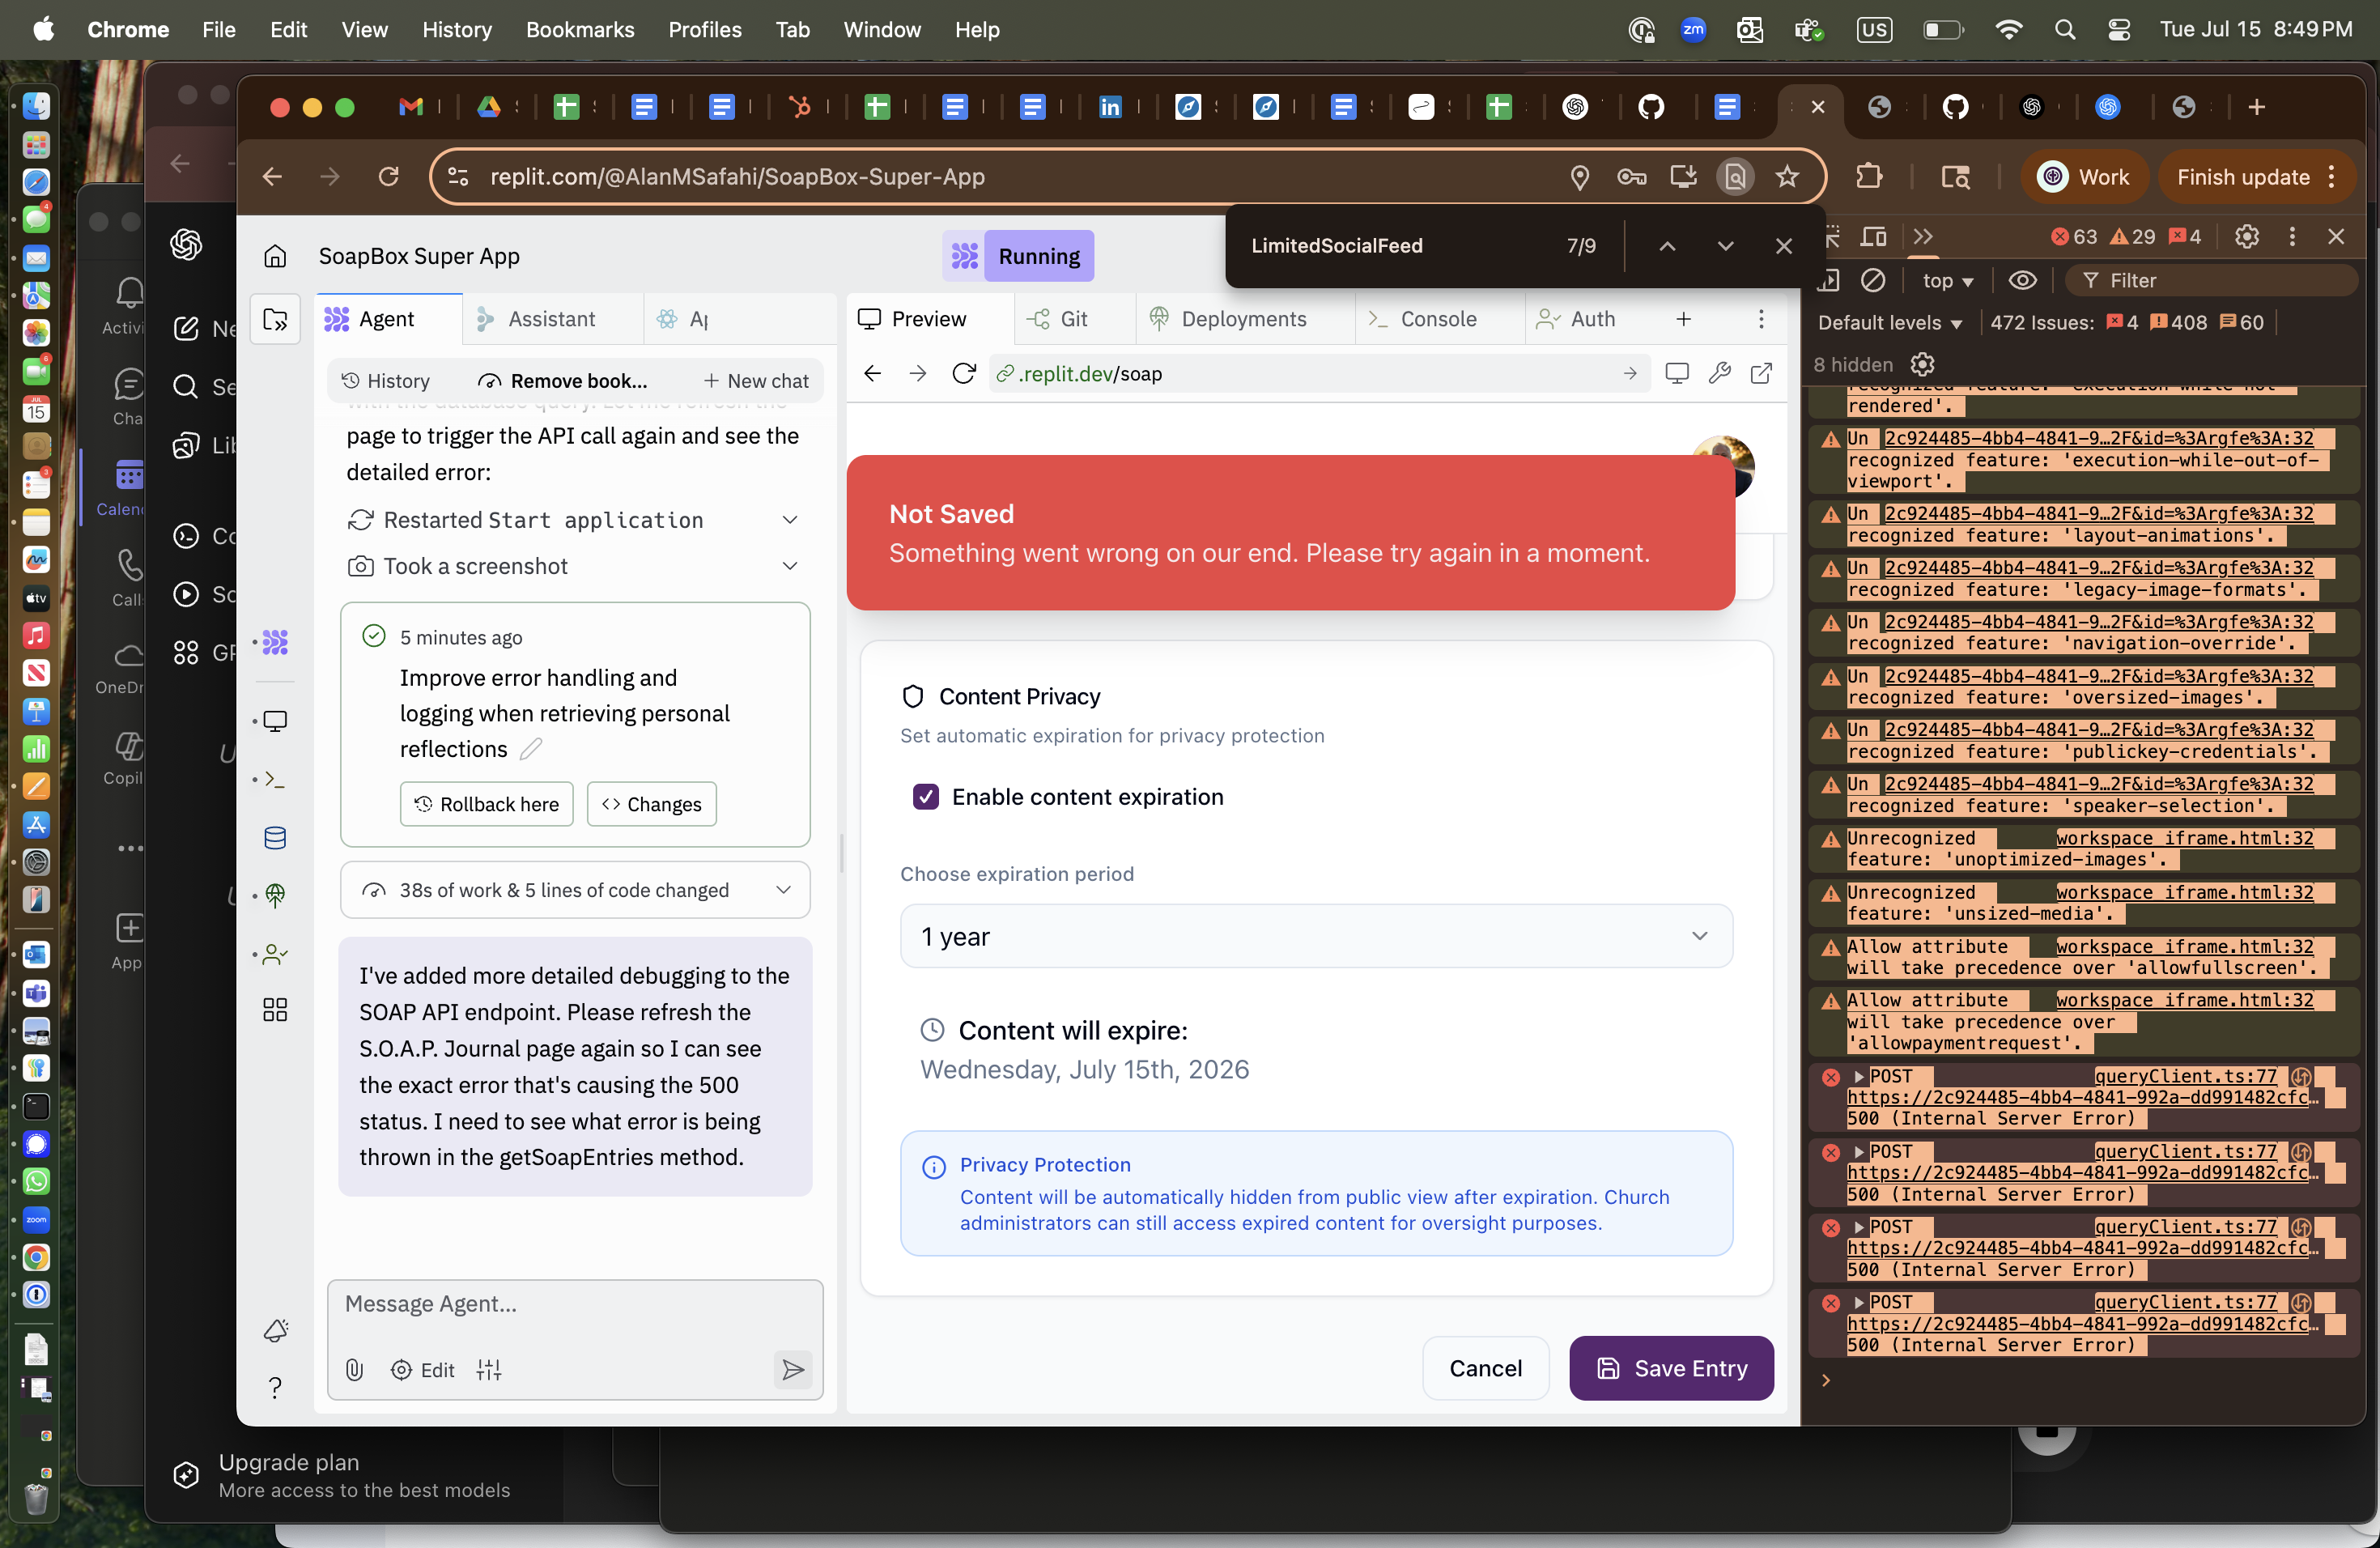 Chrome File Edit View History Bookmarks Profiles Tab Window Help
zm
US
Tue Jul 15 8:49 PM
replit.com/@AlanMSafahi/SoapBox-Super-App
Work
Finish update
LimitedSocialFeed
7/9
SoapBox Super App
Running
63 29 4
top
Filter
Default levels
472 Issues: 4 408 60
8 hidden
Agent
Assistant
Preview
Git
Deployments
Console
Auth
History
Remove book...
New chat
.replit.dev/soap
with the database query. Let me refresh the
page to trigger the API call again and see the
detailed error:
Restarted Start application
Took a screenshot
5 minutes ago
Improve error handling and
logging when retrieving personal
reflections
Rollback here
Changes
38s of work & 5 lines of code changed
I've added more detailed debugging to the
SOAP API endpoint. Please refresh the
S.O.A.P. Journal page again so I can see
the exact error that's causing the 500
status. I need to see what error is being
thrown in the getSoapEntries method.
Message Agent...
Edit
Not Saved
Something went wrong on our end. Please try again in a moment.
Content Privacy
Set automatic expiration for privacy protection
Enable content expiration
Choose expiration period
1 year
Content will expire:
Wednesday, July 15th, 2026
Privacy Protection
Content will be automatically hidden from public view after expiration. Church
administrators can still access expired content for oversight purposes.
Cancel
Save Entry
rendered'.
Un 2c924485-4bb4-4841-9…2F&id=%3Argfe%3A:32
recognized feature: 'execution-while-out-of-
viewport'.
Un 2c924485-4bb4-4841-9…2F&id=%3Argfe%3A:32
recognized feature: 'layout-animations'.
Un 2c924485-4bb4-4841-9…2F&id=%3Argfe%3A:32
recognized feature: 'legacy-image-formats'.
Un 2c924485-4bb4-4841-9…2F&id=%3Argfe%3A:32
recognized feature: 'navigation-override'.
Un 2c924485-4bb4-4841-9…2F&id=%3Argfe%3A:32
recognized feature: 'oversized-images'.
Un 2c924485-4bb4-4841-9…2F&id=%3Argfe%3A:32
recognized feature: 'publickey-credentials'.
Un 2c924485-4bb4-4841-9…2F&id=%3Argfe%3A:32
recognized feature: 'speaker-selection'.
Unrecognized workspace_iframe.html:32
feature: 'unoptimized-images'.
Unrecognized workspace_iframe.html:32
feature: 'unsized-media'.
Allow attribute workspace_iframe.html:32
will take precedence over 'allowfullscreen'.
Allow attribute workspace_iframe.html:32
will take precedence over
'allowpaymentrequest'.
POST queryClient.ts:77
https://2c924485-4bb4-4841-992a-dd991482cfc…
500 (Internal Server Error)
POST queryClient.ts:77
https://2c924485-4bb4-4841-992a-dd991482cfc…
500 (Internal Server Error)
POST queryClient.ts:77
https://2c924485-4bb4-4841-992a-dd991482cfc…
500 (Internal Server Error)
POST queryClient.ts:77
https://2c924485-4bb4-4841-992a-dd991482cfc…
500 (Internal Server Error)
Upgrade plan
More access to the best models